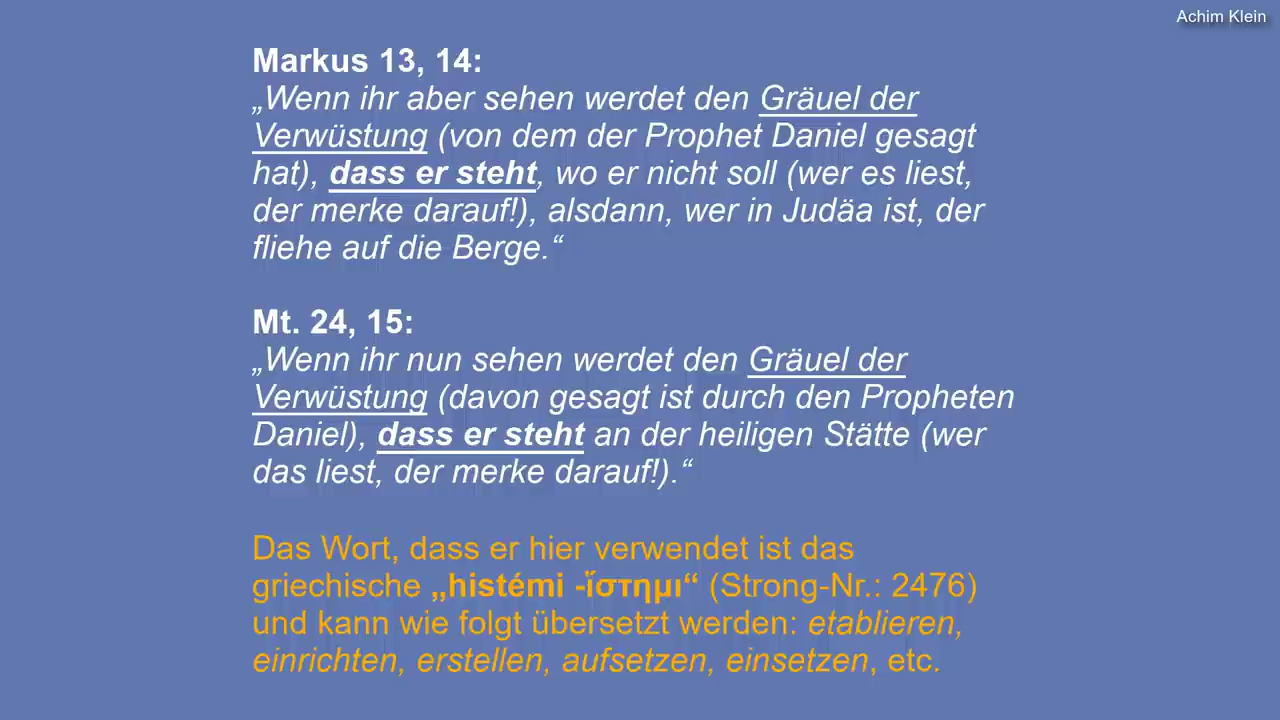 Achim Klein
Markus 13, 14:
„Wenn ihr aber sehen werdet den Gräuel der
Verwüstung (von dem der Prophet Daniel gesagt
hat), dass er steht, wo er nicht soll (wer es liest,
der merke darauf!), alsdann, wer in Judäa ist, der
fliehe auf die Berge.“
Mt. 24, 15:
„Wenn ihr nun sehen werdet den Gräuel der
Verwüstung (davon gesagt ist durch den Propheten
Daniel), dass er steht an der heiligen Stätte (wer
das liest, der merke darauf!).“
Das Wort, dass er hier verwendet ist das
griechische „histémi -ἵστημι“ (Strong-Nr.: 2476)
und kann wie folgt übersetzt werden: etablieren,
einrichten, erstellen, aufsetzen, einsetzen, etc.